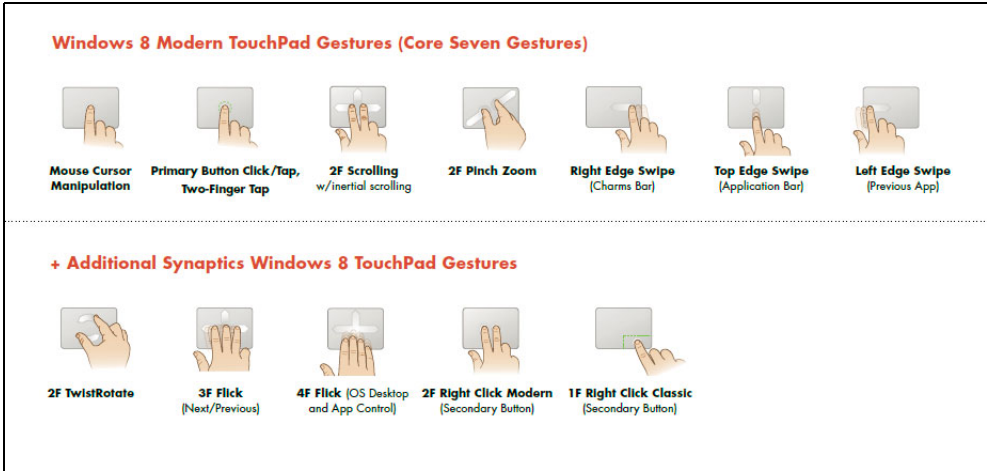 Windows 8 Modern TouchPad Gestures (Core Seven Gestures)
Mouse Cursor
Manipulation
Primary Button Click/Tap,
Two-Finger Tap
2F Scrolling
w/inertial scrolling
2F Pinch Zoom
Right Edge Swipe
(Charms Bar)
Top Edge Swipe
(Application Bar)
Left Edge Swipe
(Previous App)
+ Additional Synaptics Windows 8 TouchPad Gestures
2F TwistRotate
3F Flick
(Next/Previous)
4F Flick (OS Desktop
and App Control)
2F Right Click Modern
(Secondary Button)
1F Right Click Classic
(Secondary Button)